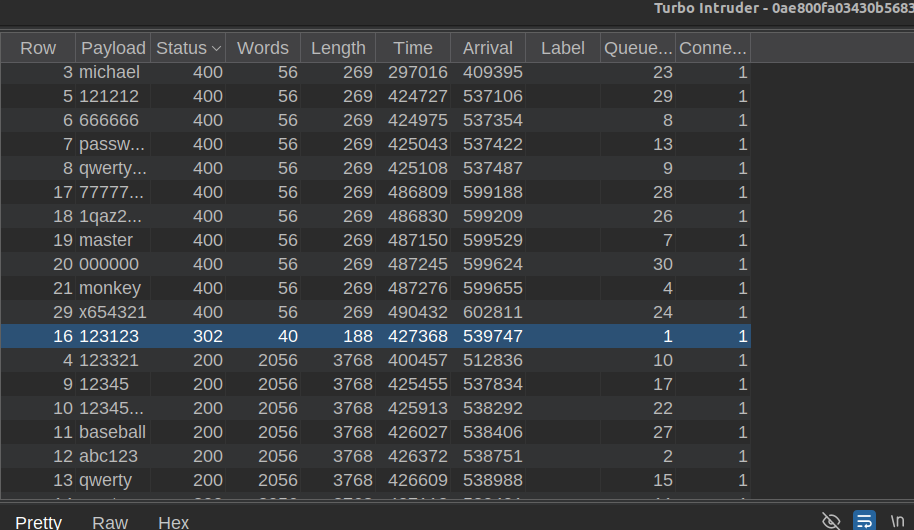 Turbo Intruder - 0ae800fa03430b5683
Row Payload Status Words Length Time Arrival Label Queue... Conne...
3 michael 400 56 269 297016 409395 23 1
5 121212 400 56 269 424727 537106 29 1
6 666666 400 56 269 424975 537354 8 1
7 passw... 400 56 269 425043 537422 13 1
8 qwerty... 400 56 269 425108 537487 9 1
17 77777... 400 56 269 486809 599188 28 1
18 1qaz2... 400 56 269 486830 599209 26 1
19 master 400 56 269 487150 599529 7 1
20 000000 400 56 269 487245 599624 30 1
21 monkey 400 56 269 487276 599655 4 1
29 x654321 400 56 269 490432 602811 24 1
16 123123 302 40 188 427368 539747 1 1
4 123321 200 2056 3768 400457 512836 10 1
9 12345 200 2056 3768 425455 537834 17 1
10 12345... 200 2056 3768 425913 538292 22 1
11 baseball 200 2056 3768 426027 538406 27 1
12 abc123 200 2056 3768 426372 538751 2 1
13 qwerty 200 2056 3768 426609 538988 15 1
Pretty Raw Hex \n